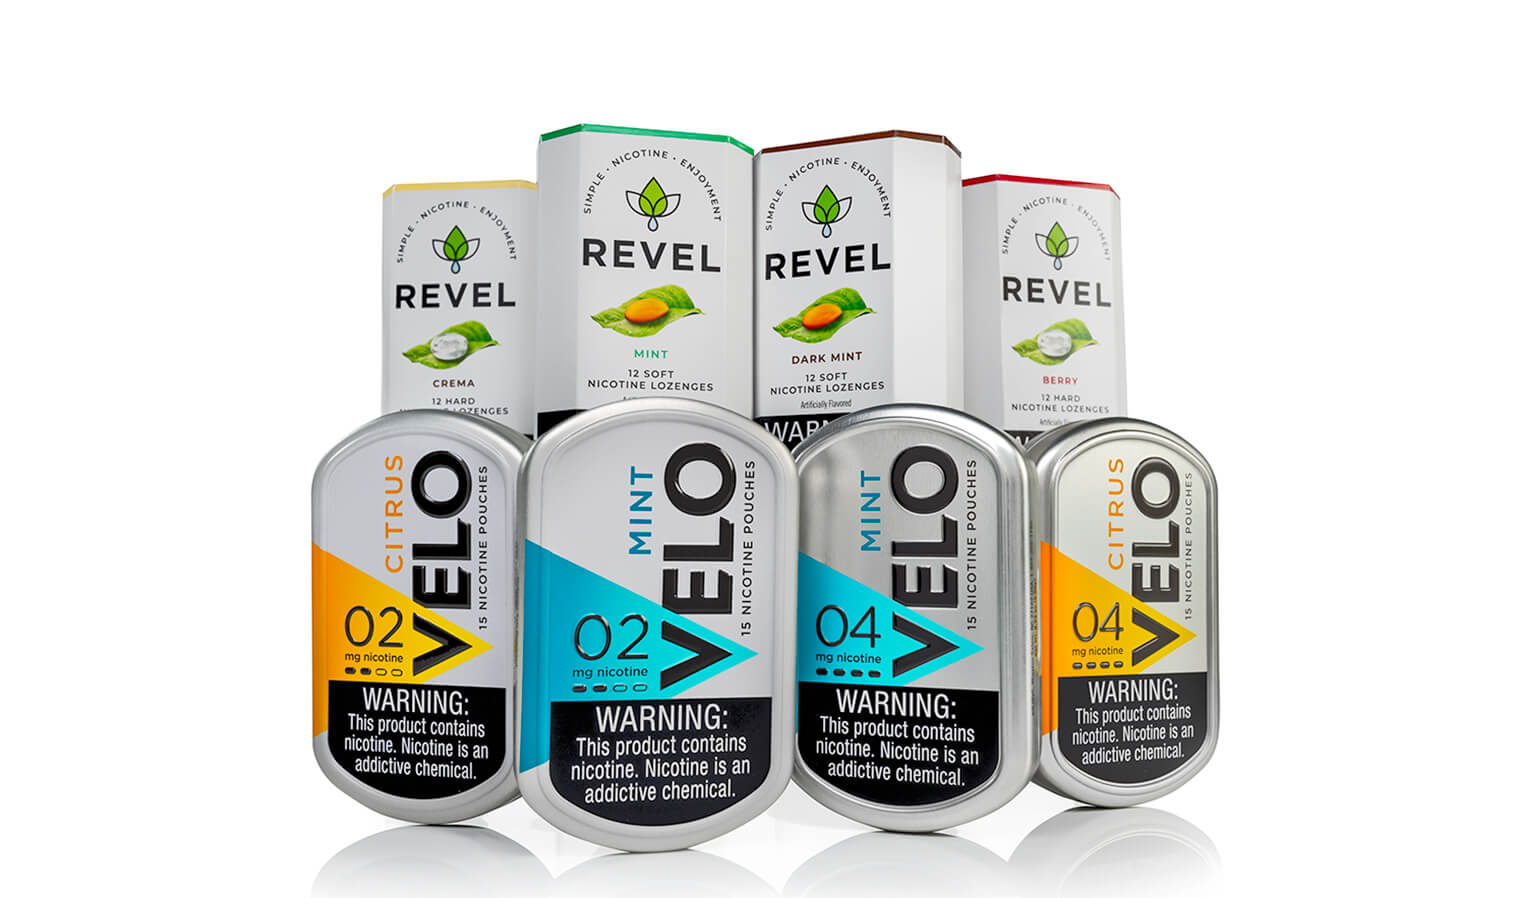 SIMPLE · NICOTINE · ENJOYMENT
REVEL
CREMA
12 HARD
NICOTINE LOZENGES
SIMPLE · NICOTINE · ENJOYMENT
REVEL
MINT
12 SOFT
NICOTINE LOZENGES
SIMPLE · NICOTINE · ENJOYMENT
REVEL
DARK MINT
12 SOFT
NICOTINE LOZENGES
Artificially Flavored
SIMPLE · NICOTINE · ENJOYMENT
REVEL
BERRY
12 HARD
NICOTINE LOZENGES
CITRUS
VELO
15 NICOTINE POUCHES
02
mg nicotine
WARNING:
This product contains
nicotine. Nicotine is an
addictive chemical.
MINT
VELO
15 NICOTINE POUCHES
02
mg nicotine
WARNING:
This product contains
nicotine. Nicotine is an
addictive chemical.
MINT
VELO
15 NICOTINE POUCHES
04
mg nicotine
WARNING:
This product contains
nicotine. Nicotine is an
addictive chemical.
CITRUS
VELO
15 NICOTINE POUCHES
04
mg nicotine
WARNING:
This product contains
nicotine. Nicotine is an
addictive chemical.